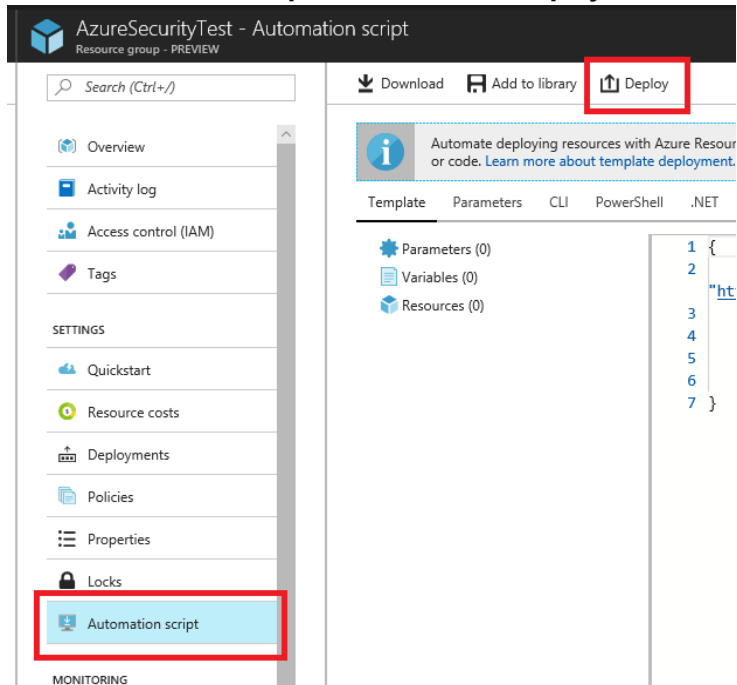 AzureSecurityTest - Automation script
Resource group - PREVIEW
Search (Ctrl+/)
Overview
Activity log
Access control (IAM)
Tags
SETTINGS
Quickstart
Resource costs
Deployments
Policies
Properties
Locks
Automation script
MONITORING
Download Add to library Deploy
Automate deploying resources with Azure Resour
or code. Learn more about template deployment.
Template Parameters CLI PowerShell .NET
Parameters (0)
Variables (0)
Resources (0)
1 {
2
"ht
3
4
5
6
7 }